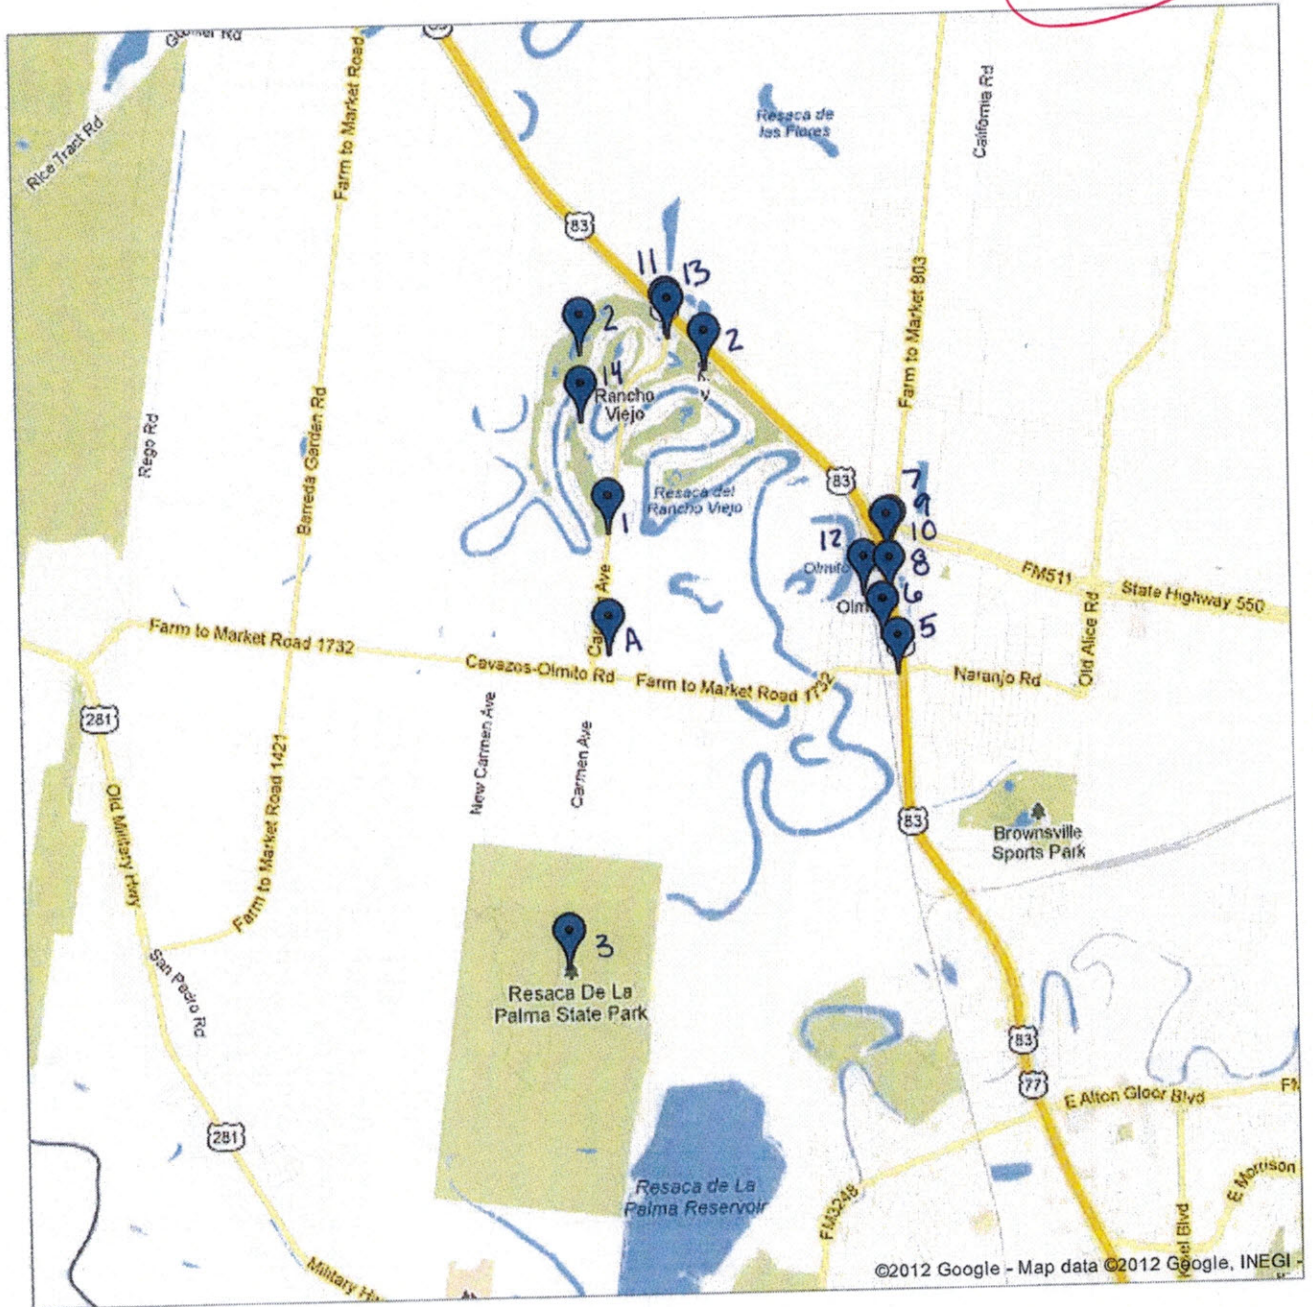 Rice Tract Rd
Farm to Market Road
83
Resaca de
las Flores
California Rd
83
11
13
2
2
14
Rancho
Viejo
Farm to Market 803
Rego Rd
Barreda Garden Rd
Resaca del
Rancho Viejo
1
83
7
9
10
12
8
6
5
FM511
State Highway 550
Old Alice Rd
Farm to Market Road 1732
A
Cavazos-Olmito Rd
Farm to Market Road 1732
Naranjo Rd
281
Old Military Hwy
Farm to Market Road 1421
New Carmen Ave
Carmen Ave
83
Brownsville
Sports Park
San Pedro Rd
3
Resaca De La
Palma State Park
83
77
E Alton Gloor Blvd
281
Resaca de La
Palma Reservoir
FM3248
E Morrison
Military
©2012 Google - Map data ©2012 Google, INEGI -